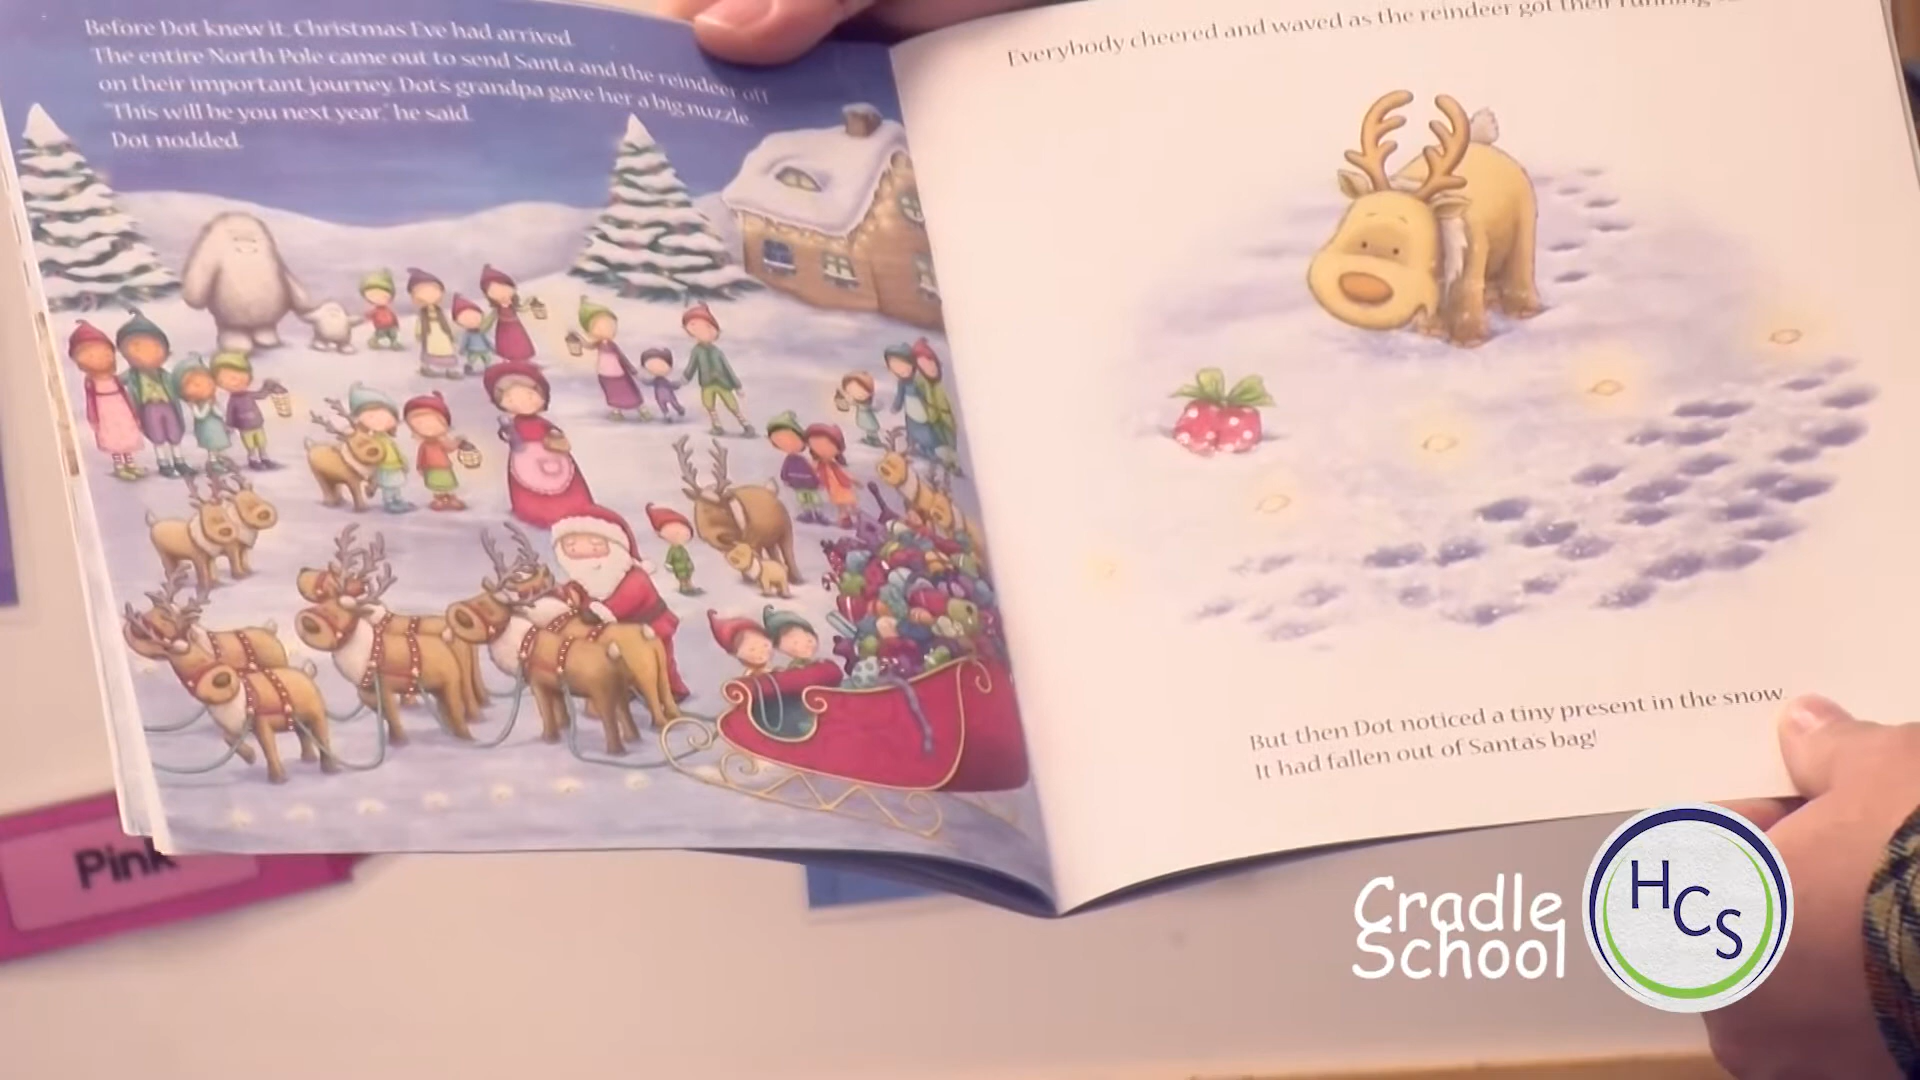 Before Dot knew it, Christmas Eve had arrived.
The entire North Pole came out to send Santa and the reindeer off
on their important journey. Dot's grandpa gave her a big nuzzle.
"This will be you next year," he said.
Dot nodded.
Everybody cheered and waved as the reindeer got their running
But then Dot noticed a tiny present in the snow.
It had fallen out of Santa's bag!
Pink
Cradle
School
HCS